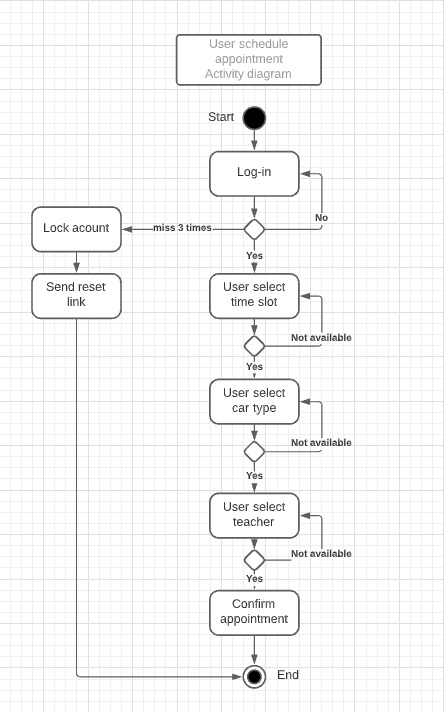 User schedule
appointment
Activity diagram
Start
Log-in
No
Lock acount
miss 3 times
Yes
Send reset
link
User select
time slot
Not available
Yes
User select
car type
Not available
Yes
User select
teacher
Not available
Yes
Confirm
appointment
End